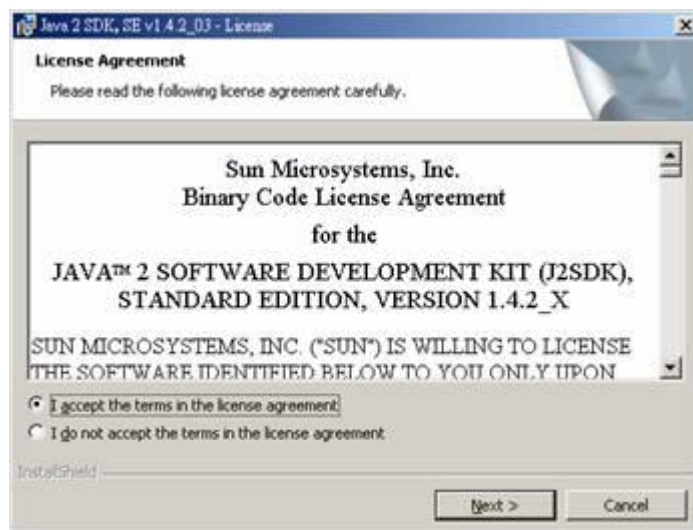 Java 2 SDK, SE v1.4.2_03 - License
License Agreement
Please read the following license agreement carefully.
Sun Microsystems, Inc.
Binary Code License Agreement
for the
JAVA™ 2 SOFTWARE DEVELOPMENT KIT (J2SDK),
STANDARD EDITION, VERSION 1.4.2_X
SUN MICROSYSTEMS, INC. ("SUN") IS WILLING TO LICENSE
THE SOFTWARE IDENTIFIED BELOW TO YOU ONLY UPON
I accept the terms in the license agreement
I do not accept the terms in the license agreement
InstallShield
Next >
Cancel